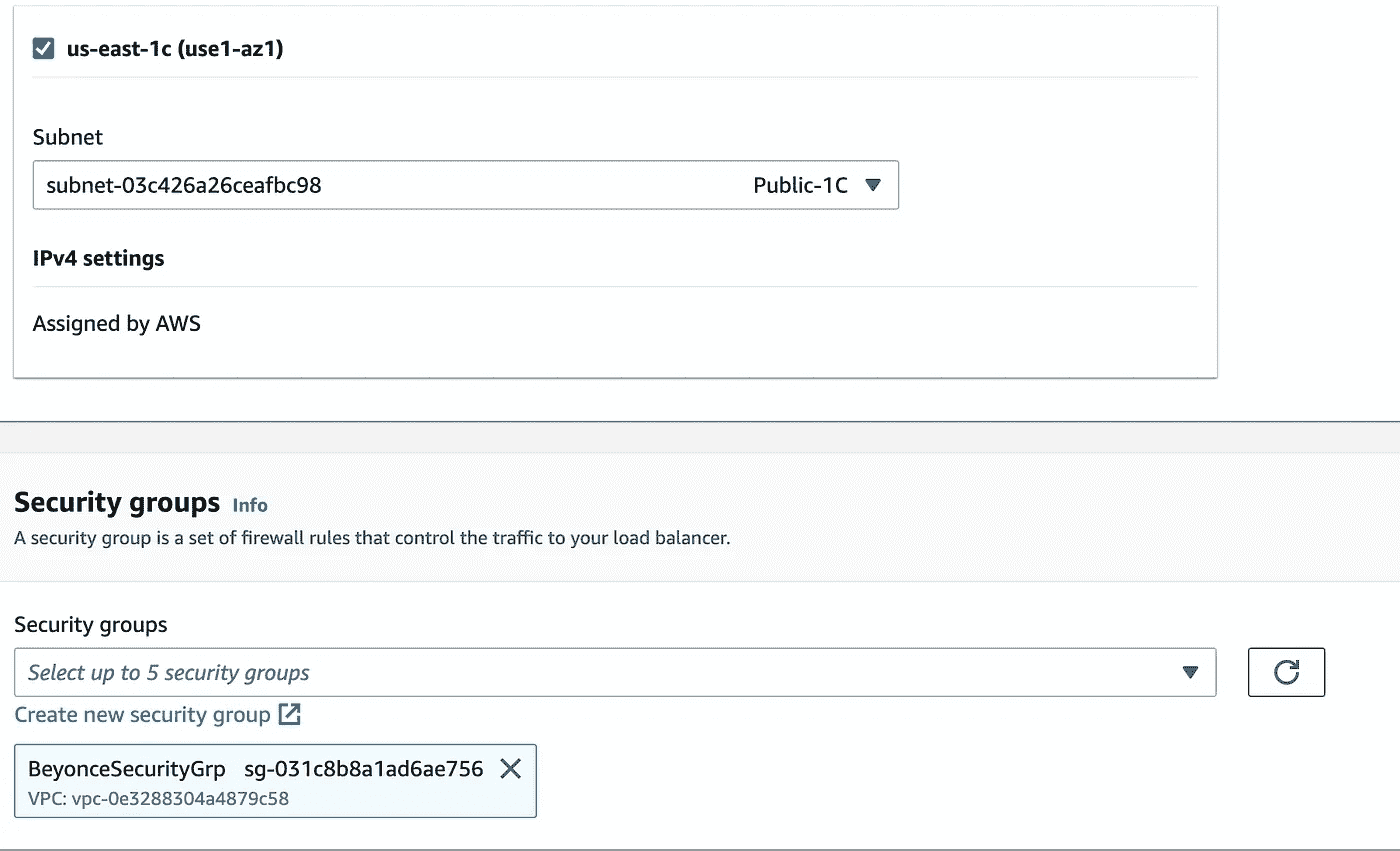 us-east-1c (use1-az1)
Subnet
subnet-03c426a26ceafbc98 Public-1C
IPv4 settings
Assigned by AWS
Security groups Info
A security group is a set of firewall rules that control the traffic to your load balancer.
Security groups
Select up to 5 security groups
Create new security group
BeyonceSecurityGrp sg-031c8b8a1ad6ae756
VPC: vpc-0e3288304a4879c58